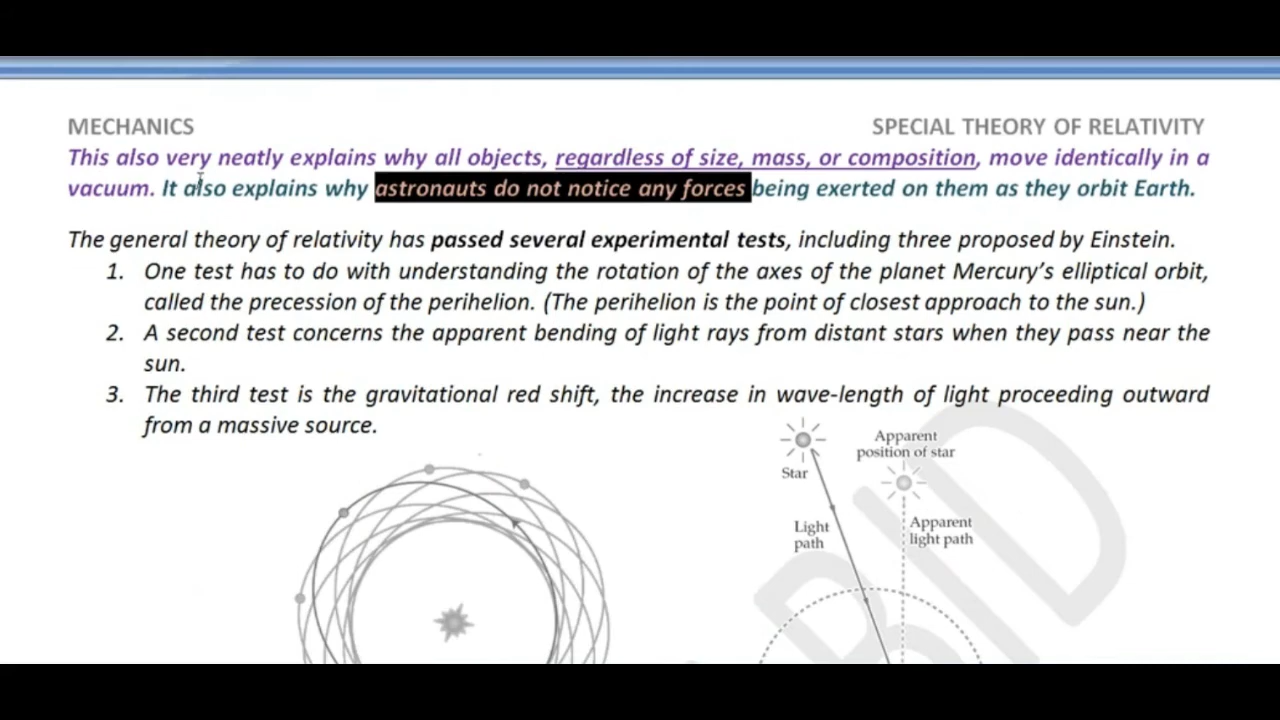 MECHANICS
SPECIAL THEORY OF RELATIVITY
This also very neatly explains why all objects, regardless of size, mass, or composition, move identically in a
vacuum. It also explains why astronauts do not notice any forces being exerted on them as they orbit Earth.
The general theory of relativity has passed several experimental tests, including three proposed by Einstein.
1. One test has to do with understanding the rotation of the axes of the planet Mercury's elliptical orbit,
called the precession of the perihelion. (The perihelion is the point of closest approach to the sun.)
2. A second test concerns the apparent bending of light rays from distant stars when they pass near the
sun.
3. The third test is the gravitational red shift, the increase in wave-length of light proceeding outward
from a massive source.
Apparent
position of star
Star
Light
path
Apparent
light path
BID